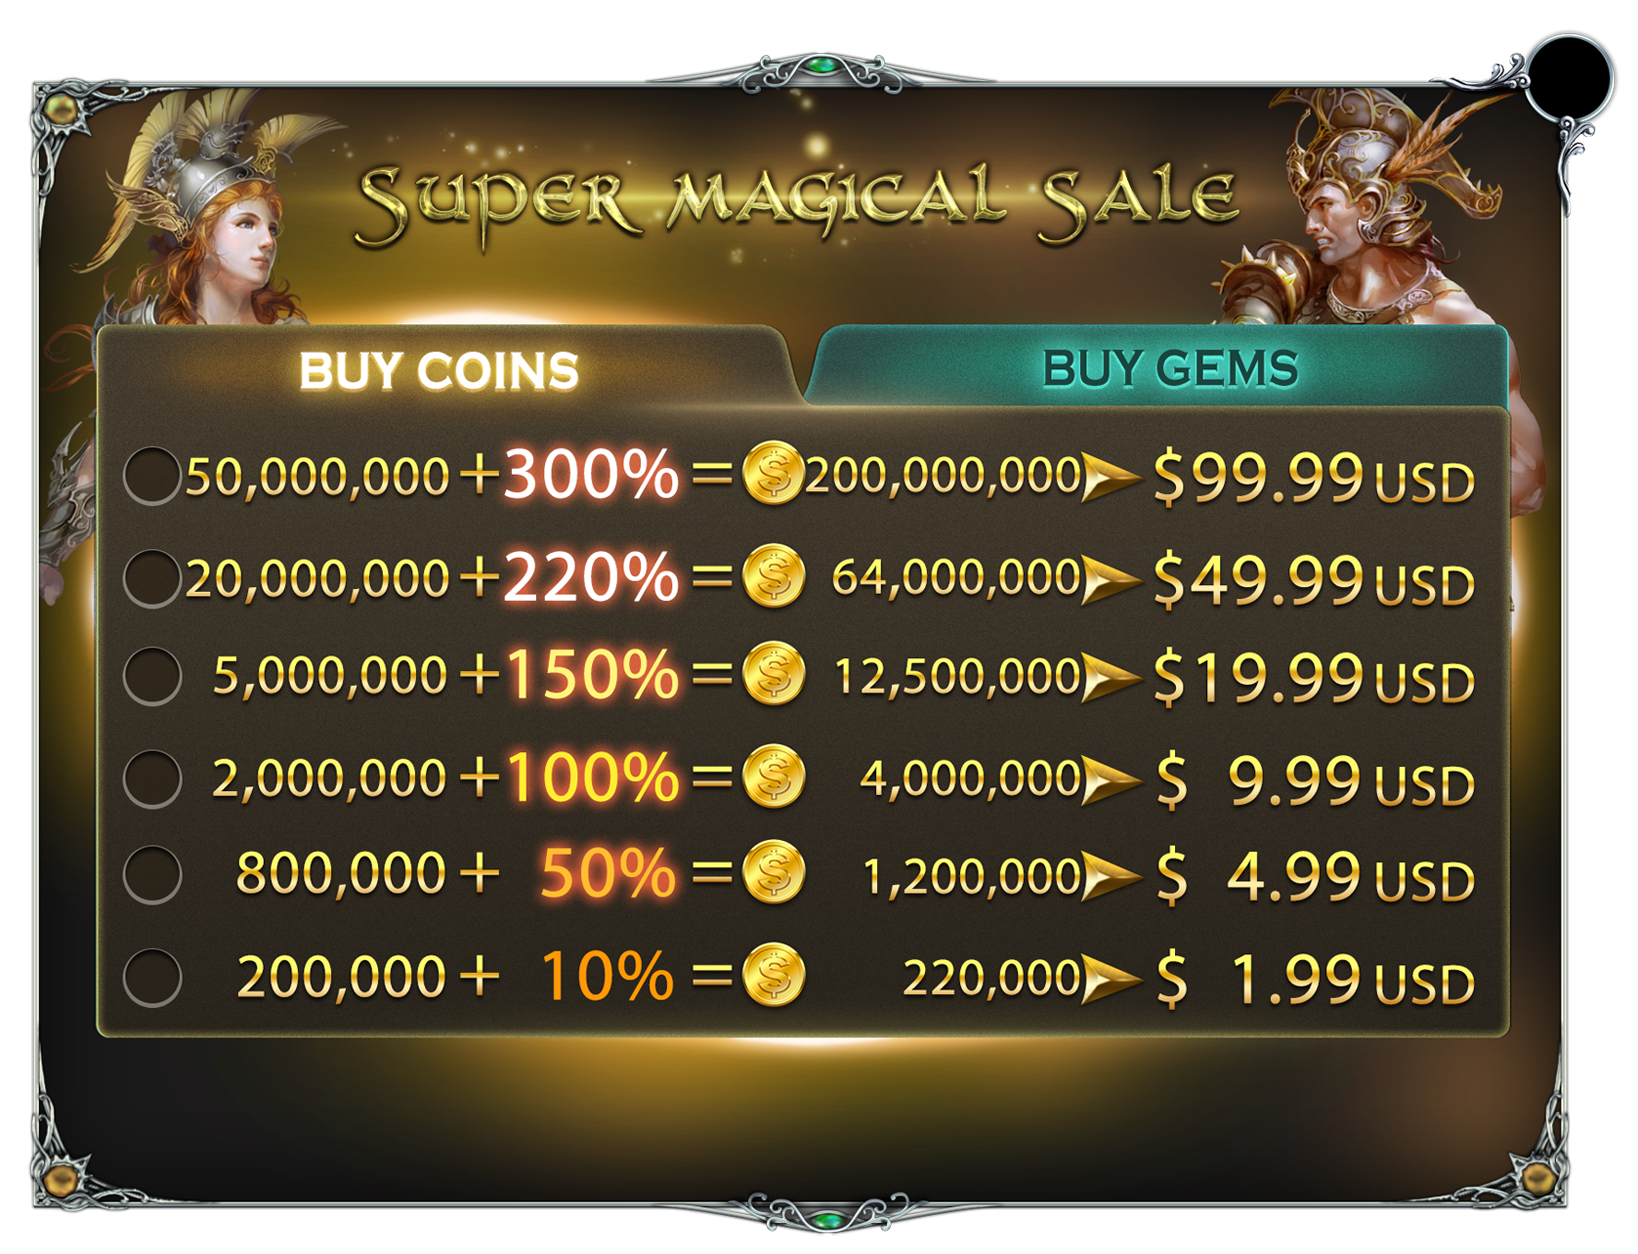 SUPER MAGICAL SALE
BUY COINS BUY GEMS
50,000,000 +300% = $ 200,000,000 $99.99 USD
20,000,000 +220% = $ 64,000,000 $49.99 USD
5,000,000 +150% = $ 12,500,000 $19.99 USD
2,000,000 +100% = $ 4,000,000 $ 9.99 USD
800,000 + 50% = $ 1,200,000 $ 4.99 USD
200,000 + 10% = $ 220,000 $ 1.99 USD